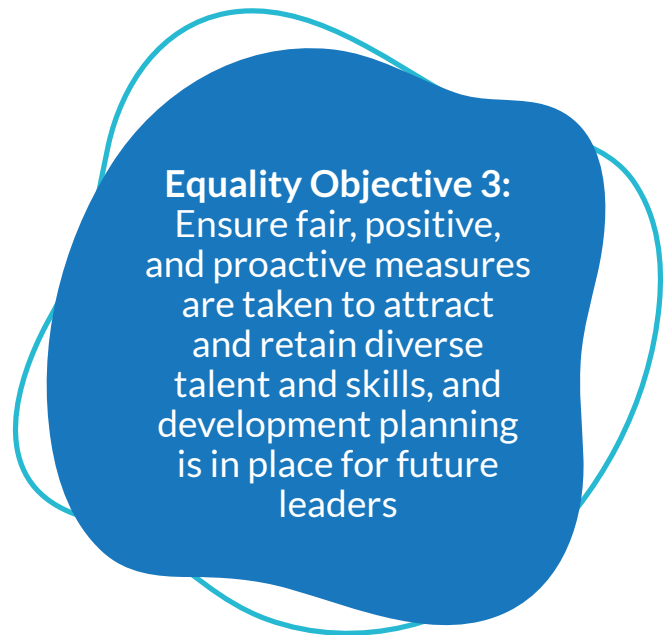 Equality Objective 3:
Ensure fair, positive,
and proactive measures
are taken to attract
and retain diverse
talent and skills, and
development planning
is in place for future
leaders